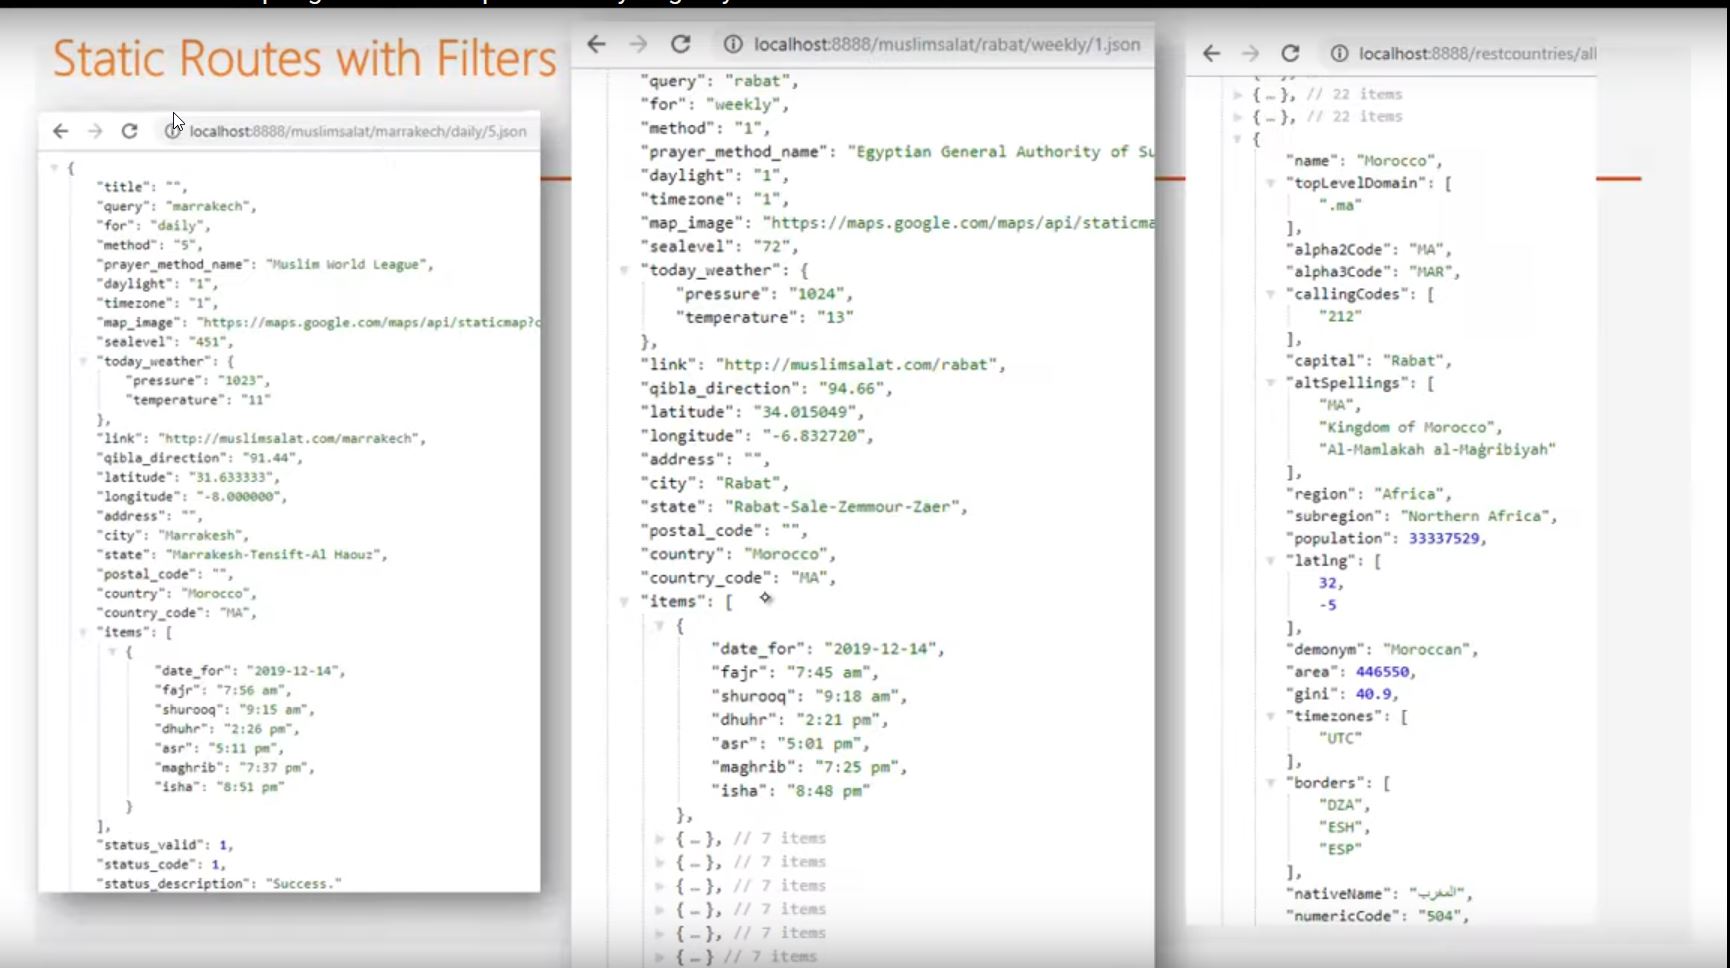 Static Routes with Filters
localhost:8888/muslimsalat/marrakech/daily/5.json
{
"title": "",
"query": "marrakech",
"for": "daily",
"method": "5",
"prayer_method_name": "Muslim World League",
"daylight": "1",
"timezone": "1",
"map_image": "https://maps.google.com/maps/api/staticmap?c
"sealevel": "451",
"today_weather": {
"pressure": "1023",
"temperature": "11"
},
"link": "http://muslimsalat.com/marrakech",
"qibla_direction": "91.44",
"latitude": "31.633333",
"longitude": "-8.000000",
"address": "",
"city": "Marrakesh",
"state": "Marrakesh-Tensift-Al Haouz",
"postal_code": "",
"country": "Morocco",
"country_code": "MA",
"items": [
{
"date_for": "2019-12-14",
"fajr": "7:56 am",
"shurooq": "9:15 am",
"dhuhr": "2:26 pm",
"asr": "5:11 pm",
"maghrib": "7:37 pm",
"isha": "8:51 pm"
}
],
"status_valid": 1,
"status_code": 1,
"status_description": "Success."
localhost:8888/muslimsalat/rabat/weekly/1.json
"query": "rabat",
"for": "weekly",
"method": "1",
"prayer_method_name": "Egyptian General Authority of Su
"daylight": "1",
"timezone": "1",
"map_image": "https://maps.google.com/maps/api/staticma
"sealevel": "72",
"today_weather": {
"pressure": "1024",
"temperature": "13"
},
"link": "http://muslimsalat.com/rabat",
"qibla_direction": "94.66",
"latitude": "34.015049",
"longitude": "-6.832720",
"address": "",
"city": "Rabat",
"state": "Rabat-Sale-Zemmour-Zaer",
"postal_code": "",
"country": "Morocco",
"country_code": "MA",
"items": [
{
"date_for": "2019-12-14",
"fajr": "7:45 am",
"shurooq": "9:18 am",
"dhuhr": "2:21 pm",
"asr": "5:01 pm",
"maghrib": "7:25 pm",
"isha": "8:48 pm"
},
{ … }, // 7 items
{ … }, // 7 items
{ … }, // 7 items
{ … }, // 7 items
{ … }, // 7 items
{ … } // 7 items
localhost:8888/restcountries/all
{ … }, // 22 items
{ … }, // 22 items
{
"name": "Morocco",
"topLevelDomain": [
".ma"
],
"alpha2Code": "MA",
"alpha3Code": "MAR",
"callingCodes": [
"212"
],
"capital": "Rabat",
"altSpellings": [
"MA",
"Kingdom of Morocco",
"Al-Mamlakah al-Maġribiyah"
],
"region": "Africa",
"subregion": "Northern Africa",
"population": 33337529,
"latlng": [
32,
-5
],
"demonym": "Moroccan",
"area": 446550,
"gini": 40.9,
"timezones": [
"UTC"
],
"borders": [
"DZA",
"ESH",
"ESP"
],
"nativeName": "المغرب",
"numericCode": "504",